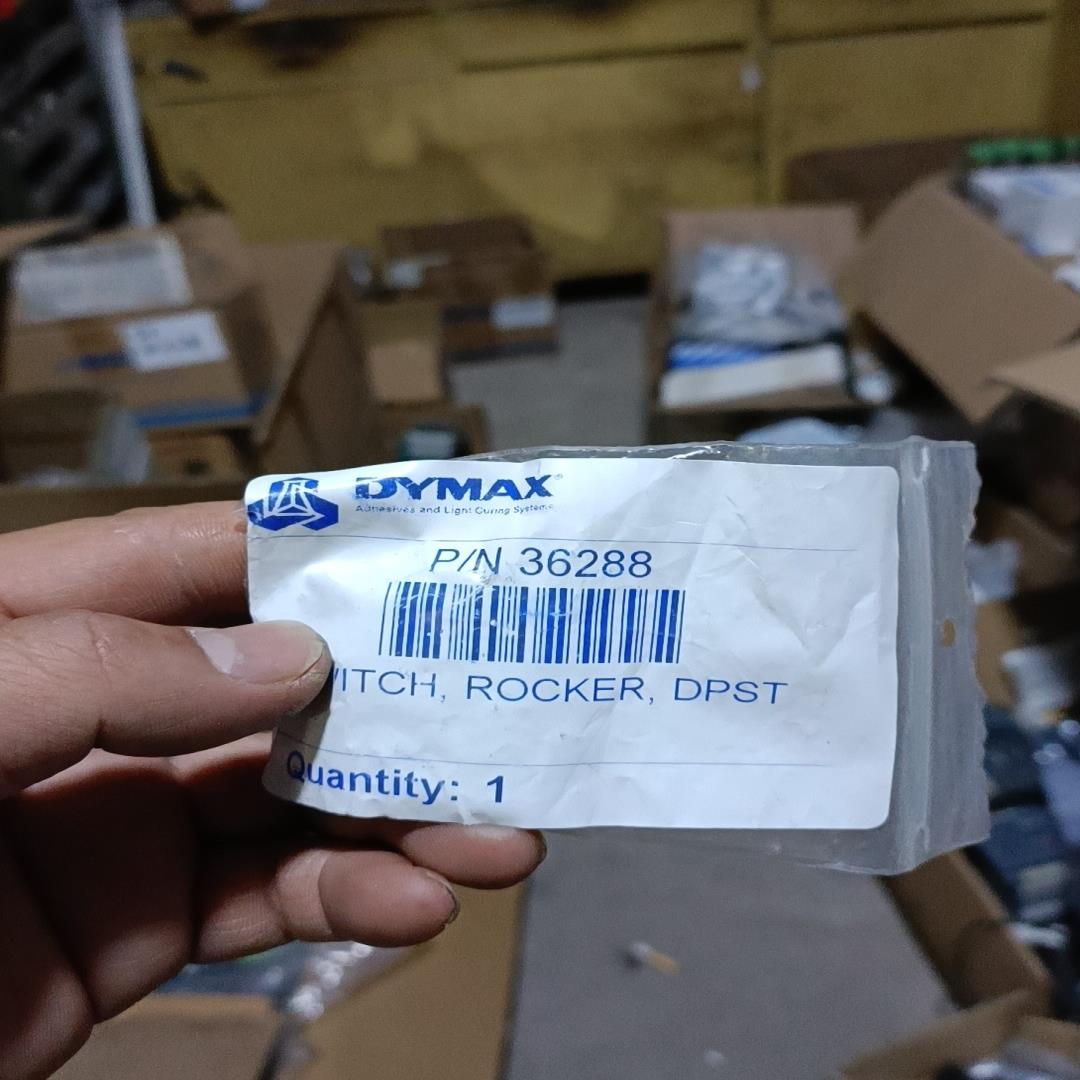 DYMAX
Adhesives and Light Curing Systems
P/N 36288
ITCH, ROCKER, DPST
Quantity: 1